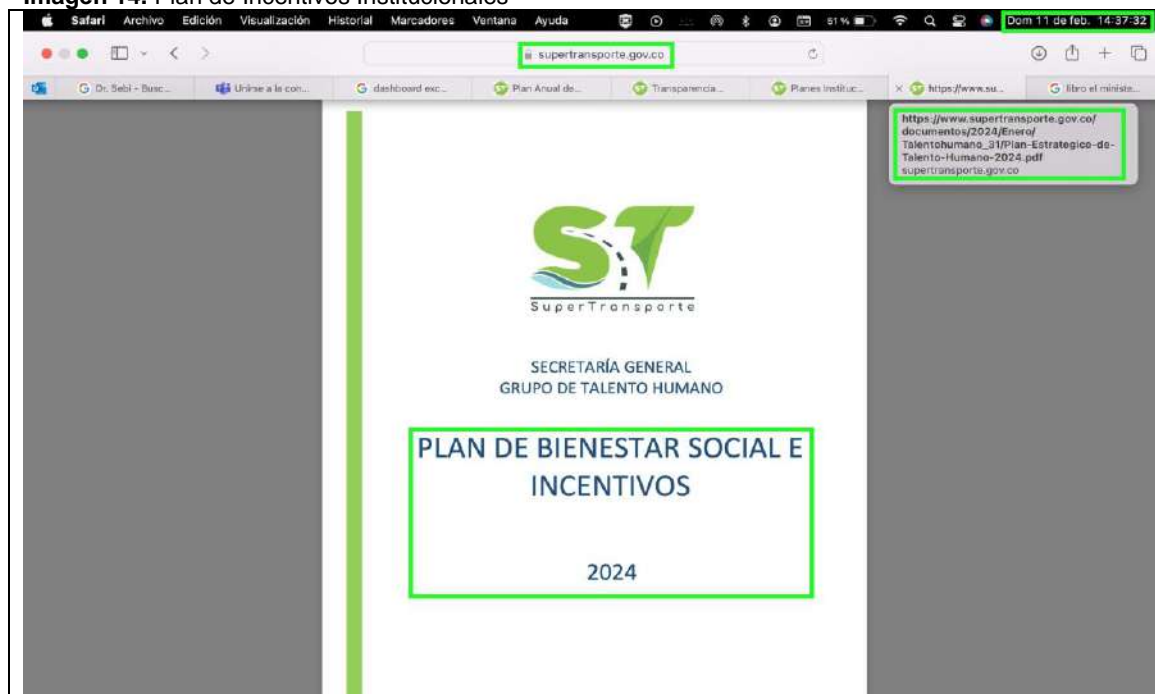 Imagen 14. Plan de Incentivos Institucionales
Safari Archivo Edición Visualización Historial Marcadores Ventana Ayuda 51 % Dom 11 de feb. 14:37:32
supertransporte.gov.co
G Dr. Sebi - Busc... Unirse a la con... G dashboard exc... Plan Anual de... Transparencia... Planes Instituc... × https://www.su... G libro el ministe...
https://www.supertransporte.gov.co/
documentos/2024/Enero/
Talentohumano_31/Plan-Estrategico-de-
Talento-Humano-2024.pdf
supertransporte.gov.co
ST
SuperTransporte
SECRETARÍA GENERAL
GRUPO DE TALENTO HUMANO
PLAN DE BIENESTAR SOCIAL E
INCENTIVOS
2024